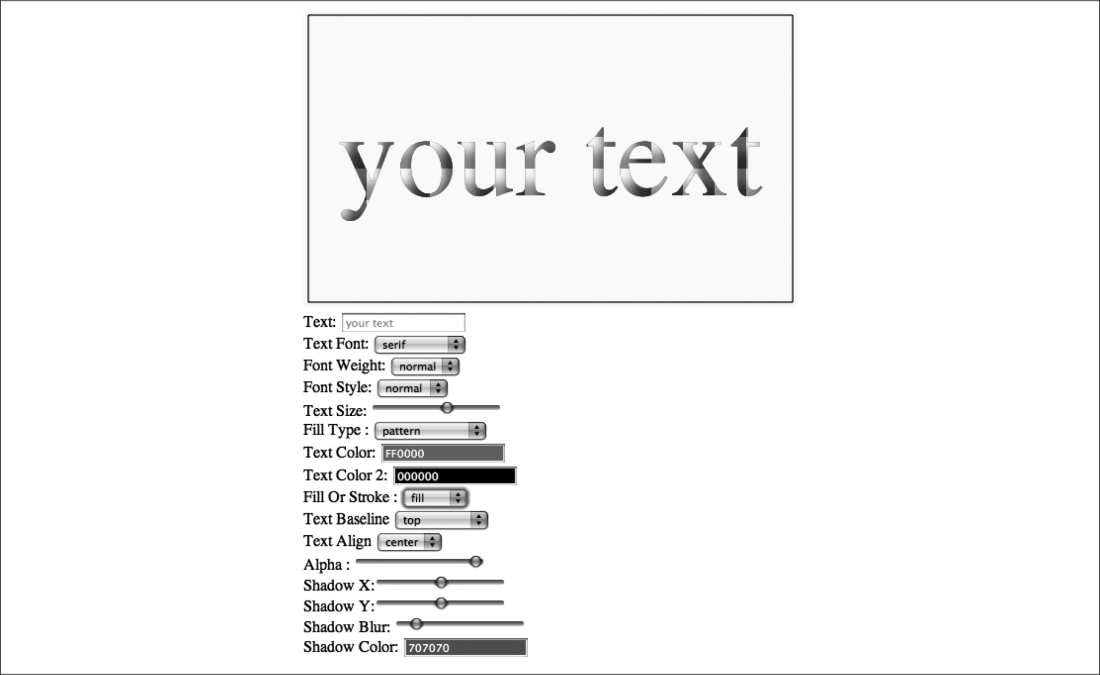 your text
Text: your text
Text Font: serif
Font Weight: normal
Font Style: normal
Text Size:
Fill Type : pattern
Text Color: FF0000
Text Color 2: 000000
Fill Or Stroke : fill
Text Baseline top
Text Align center
Alpha :
Shadow X:
Shadow Y:
Shadow Blur:
Shadow Color: 707070